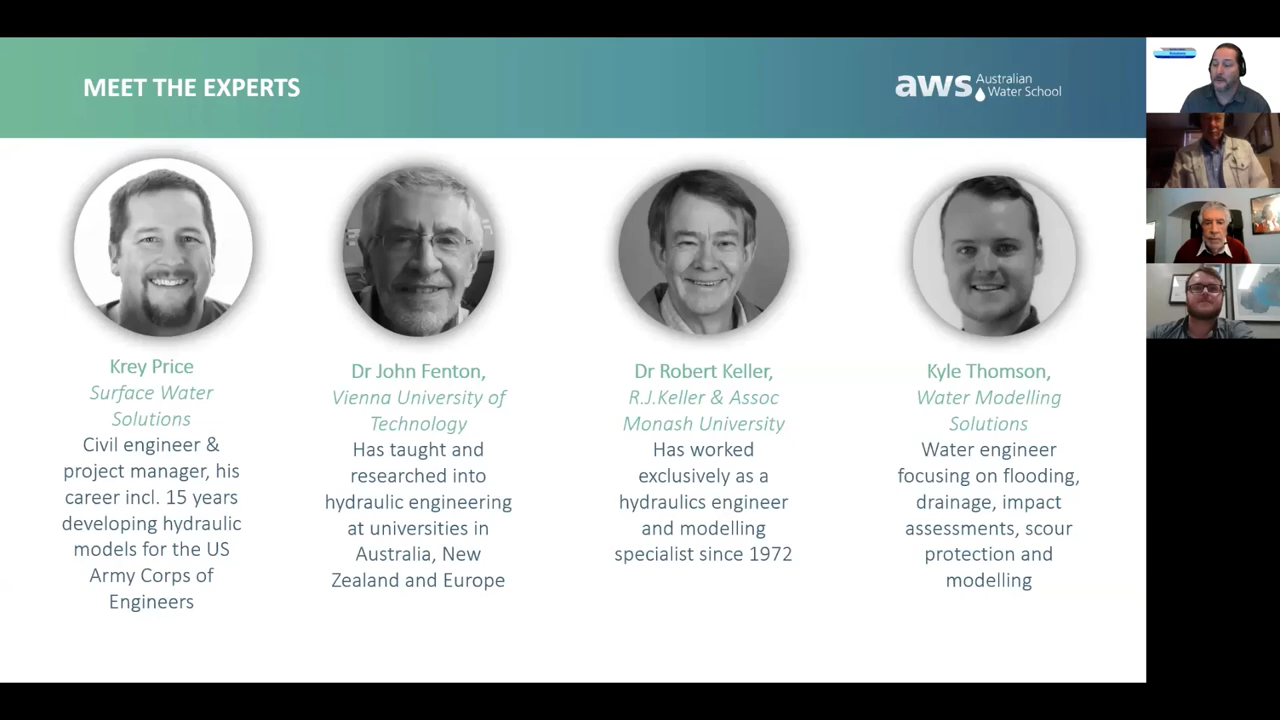 MEET THE EXPERTS
aws Australian
Water School
Krey Price
Surface Water
Solutions
Civil engineer &
project manager, his
career incl. 15 years
developing hydraulic
models for the US
Army Corps of
Engineers
Dr John Fenton,
Vienna University of
Technology
Has taught and
researched into
hydraulic engineering
at universities in
Australia, New
Zealand and Europe
Dr Robert Keller,
R.J.Keller & Assoc
Monash University
Has worked
exclusively as a
hydraulics engineer
and modelling
specialist since 1972
Kyle Thomson,
Water Modelling
Solutions
Water engineer
focusing on flooding,
drainage, impact
assessments, scour
protection and
modelling